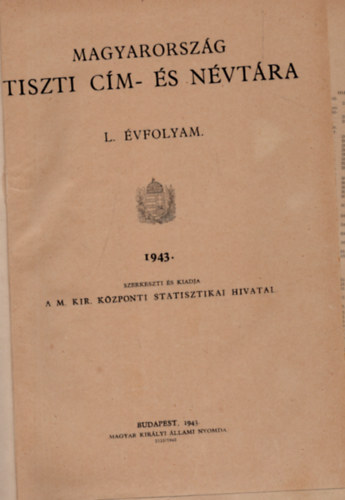 MAGYARORSZÁG
TISZTI CÍM- ÉS NÉVTÁRA
L. ÉVFOLYAM.
1943.
SZERKESZTI ÉS KIADJA
A M. KIR. KÖZPONTI STATISZTIKAI HIVATAL.
BUDAPEST, 1943.
MAGYAR KIRÁLYI ÁLLAMI NYOMDA.